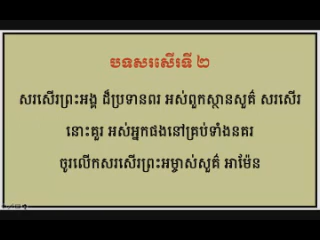 បទសរសើរទី ២
សរសើរព្រះអង្គ ដ៏ប្រទានពរ អស់ពួកស្ថានសួគ៌ សរសើរ
នោះគួរ អស់អ្នកផងនៅគ្រប់ទាំងនគរ
ចូរលើកសរសើរព្រះអម្ចាស់សួគ៌ អាម៉ែន